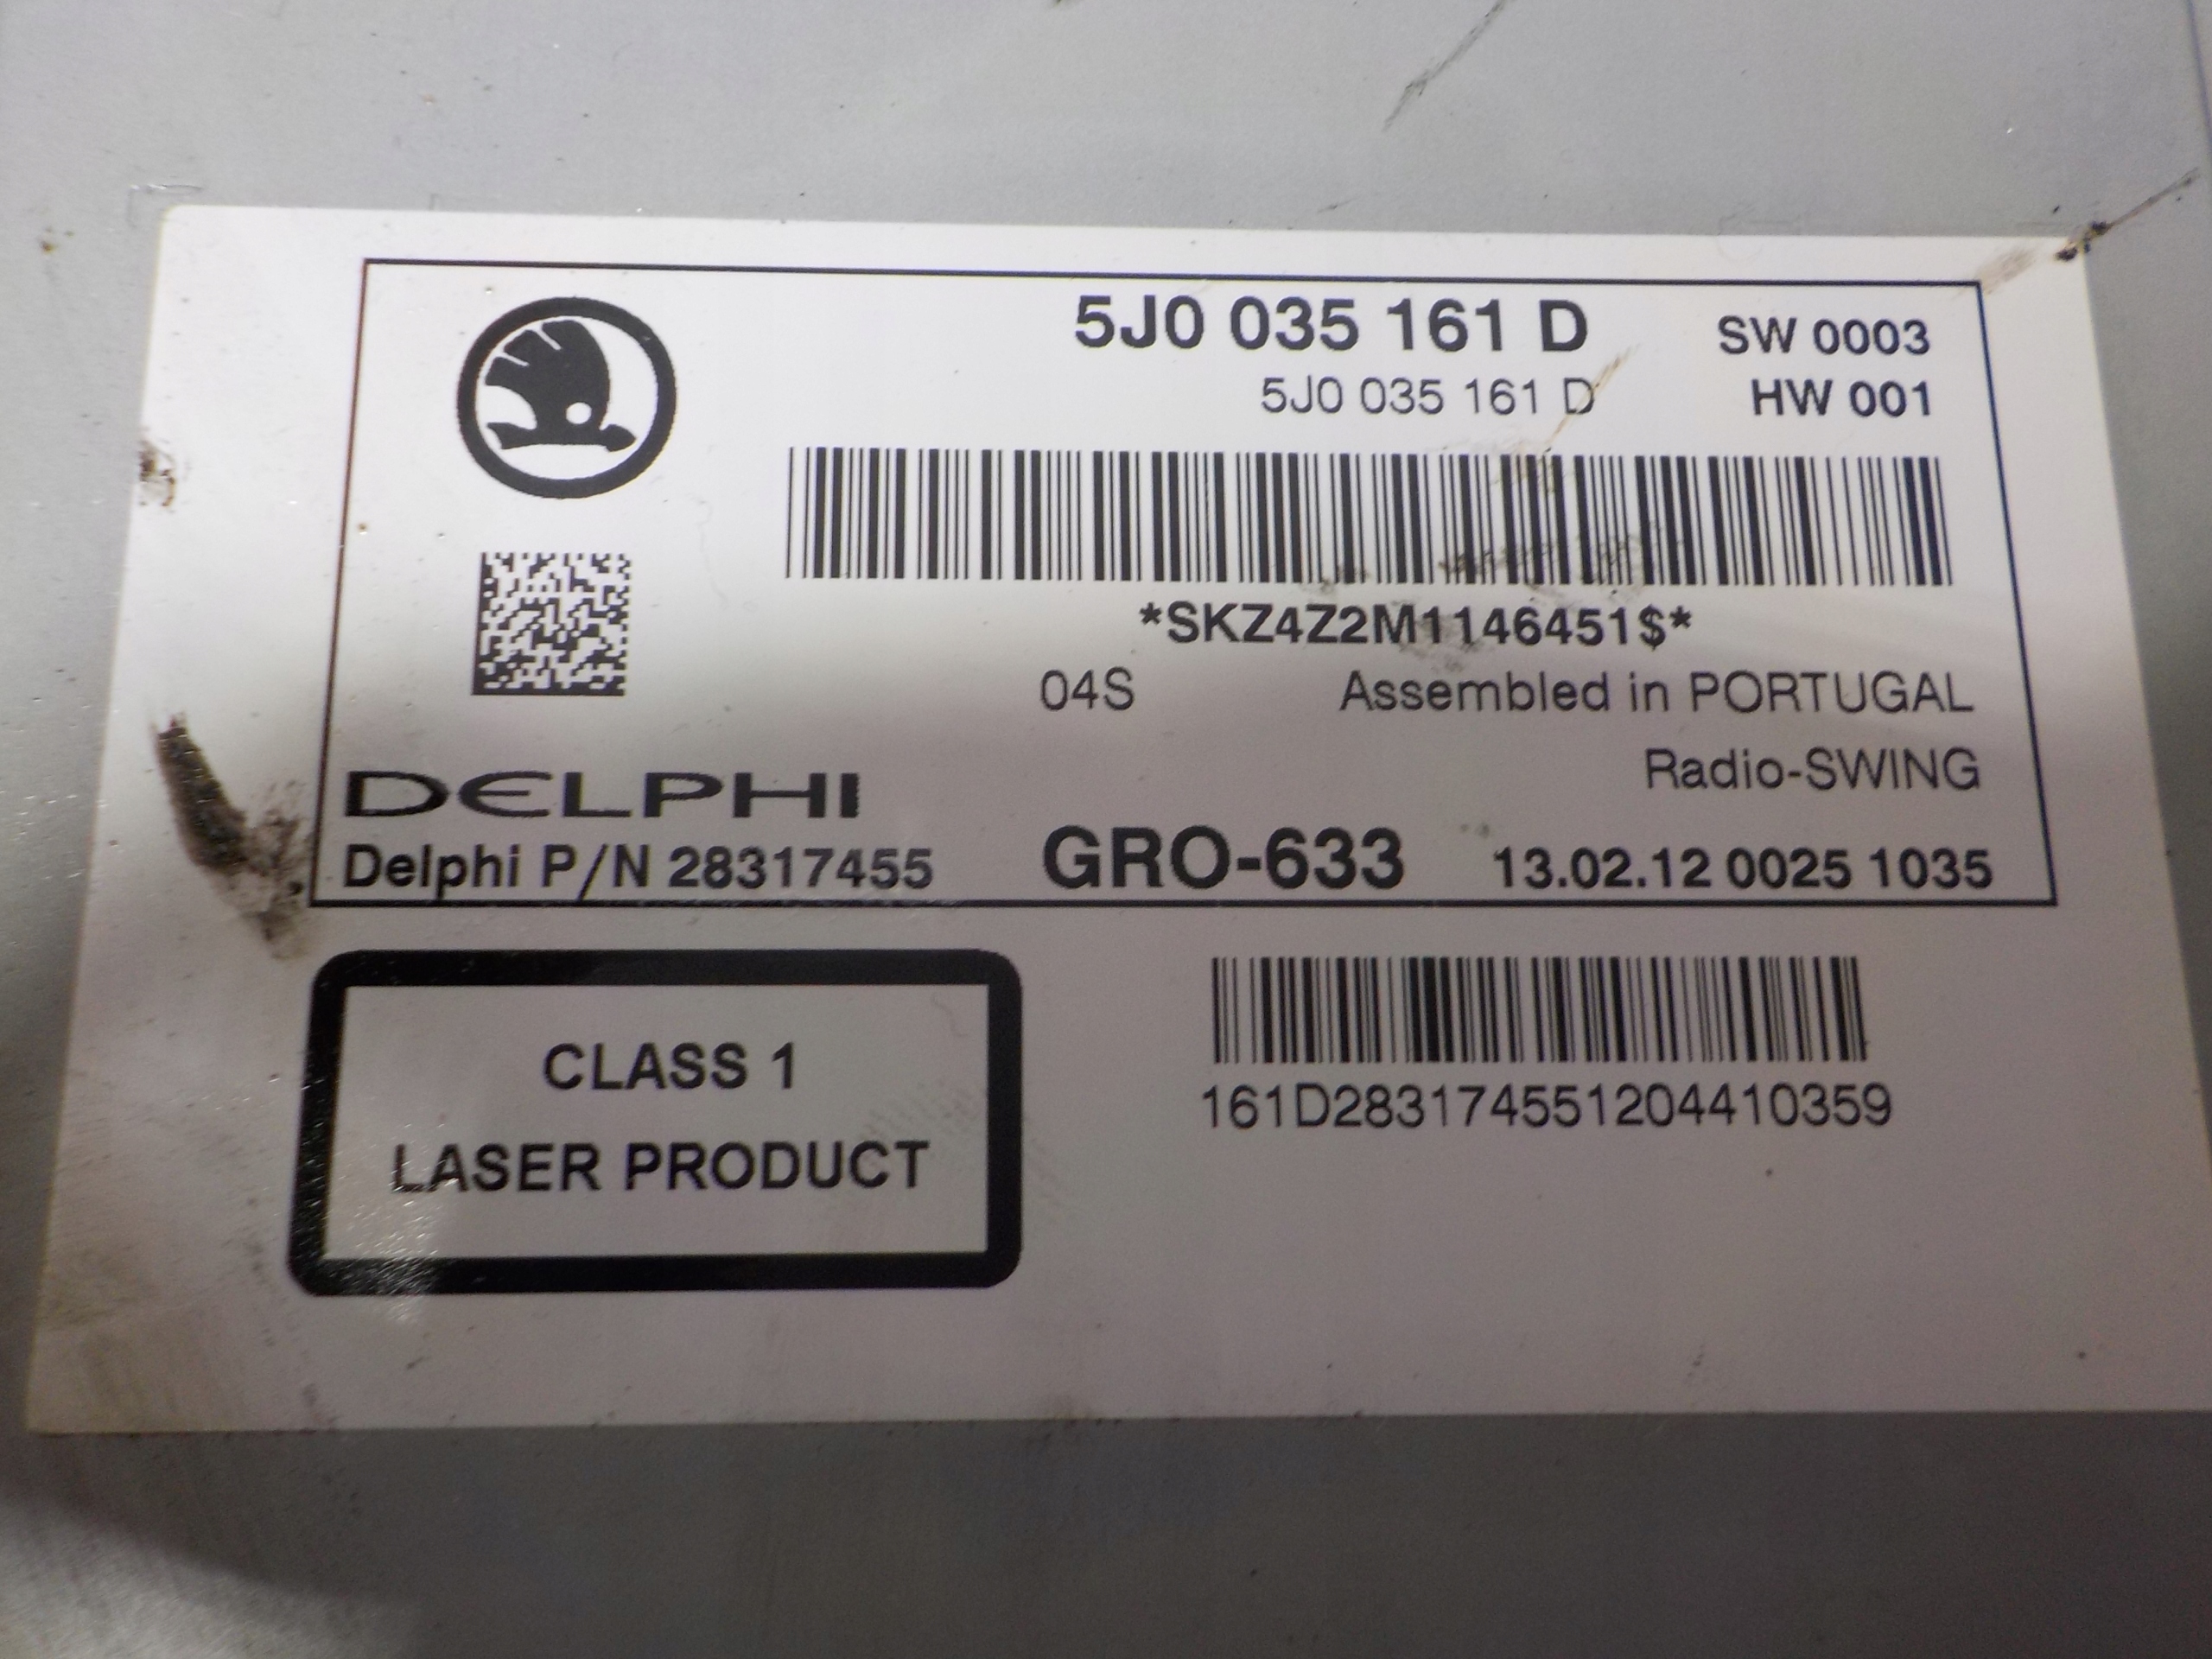 5J0 035 161 D SW 0003
5J0 035 161 D HW 001
*SKZ4Z2M1146451$*
04S Assembled in PORTUGAL
Radio-SWING
DELPHI
Delphi P/N 28317455 GRO-633 13.02.12 0025 1035
CLASS 1
LASER PRODUCT
161D283174551204410359